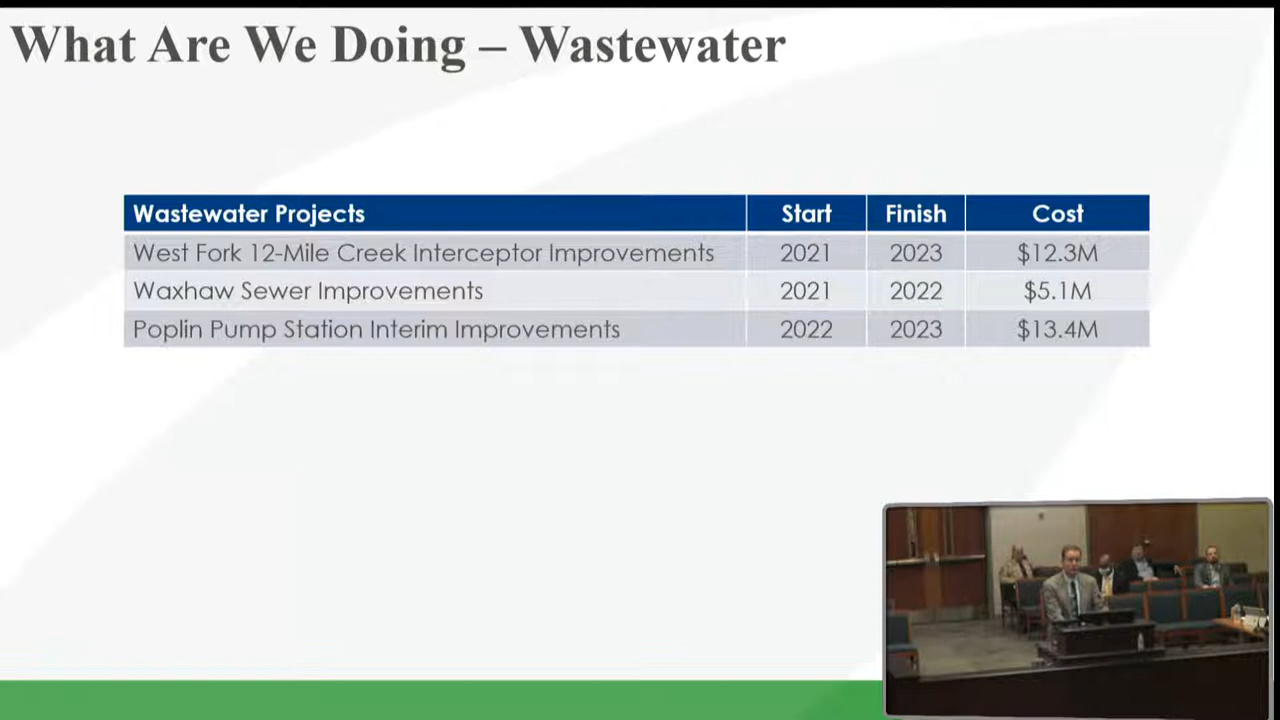 What Are We Doing – Wastewater
Wastewater Projects Start Finish Cost
West Fork 12-Mile Creek Interceptor Improvements 2021 2023 $12.3M
Waxhaw Sewer Improvements 2021 2022 $5.1M
Poplin Pump Station Interim Improvements 2022 2023 $13.4M